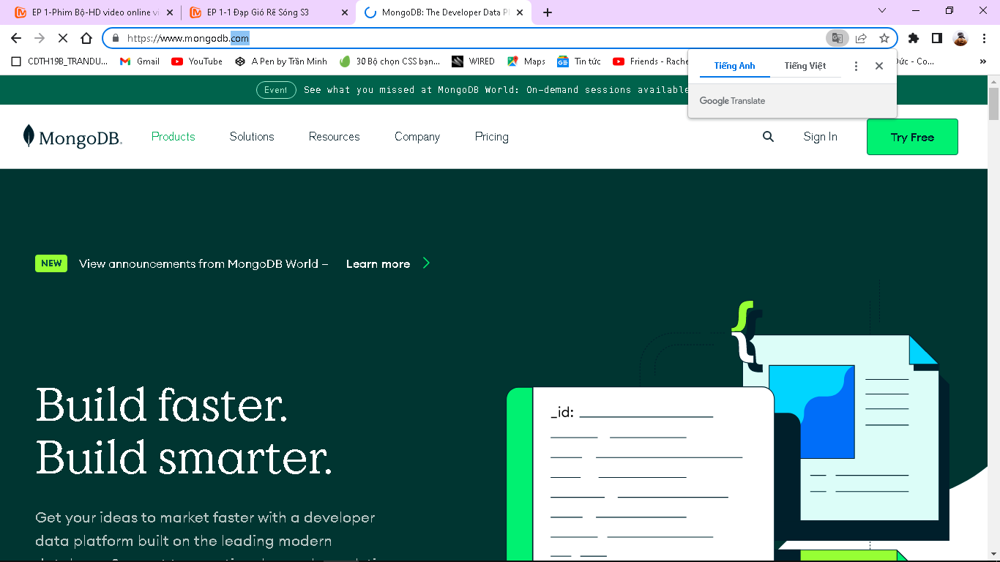 EP 1-Phim Bộ-HD video online vi
EP 1-1 Đạp Gió Rẽ Sóng S3
MongoDB: The Developer Data Pl
https://www.mongodb.com
CDTH19B_TRANDU...
Gmail
YouTube
A Pen by Trần Minh
30 Bộ chọn CSS bạn...
WIRED
Maps
Tin tức
Friends - Rache
Đức - Co...
»
Tiếng Anh
Tiếng Việt
Google Translate
Event
See what you missed at MongoDB World: On-demand sessions available
MongoDB.
Products
Solutions
Resources
Company
Pricing
Sign In
Try Free
NEW
View announcements from MongoDB World –
Learn more
Build faster.
Build smarter.
Get your ideas to market faster with a developer
data platform built on the leading modern
{
_id: